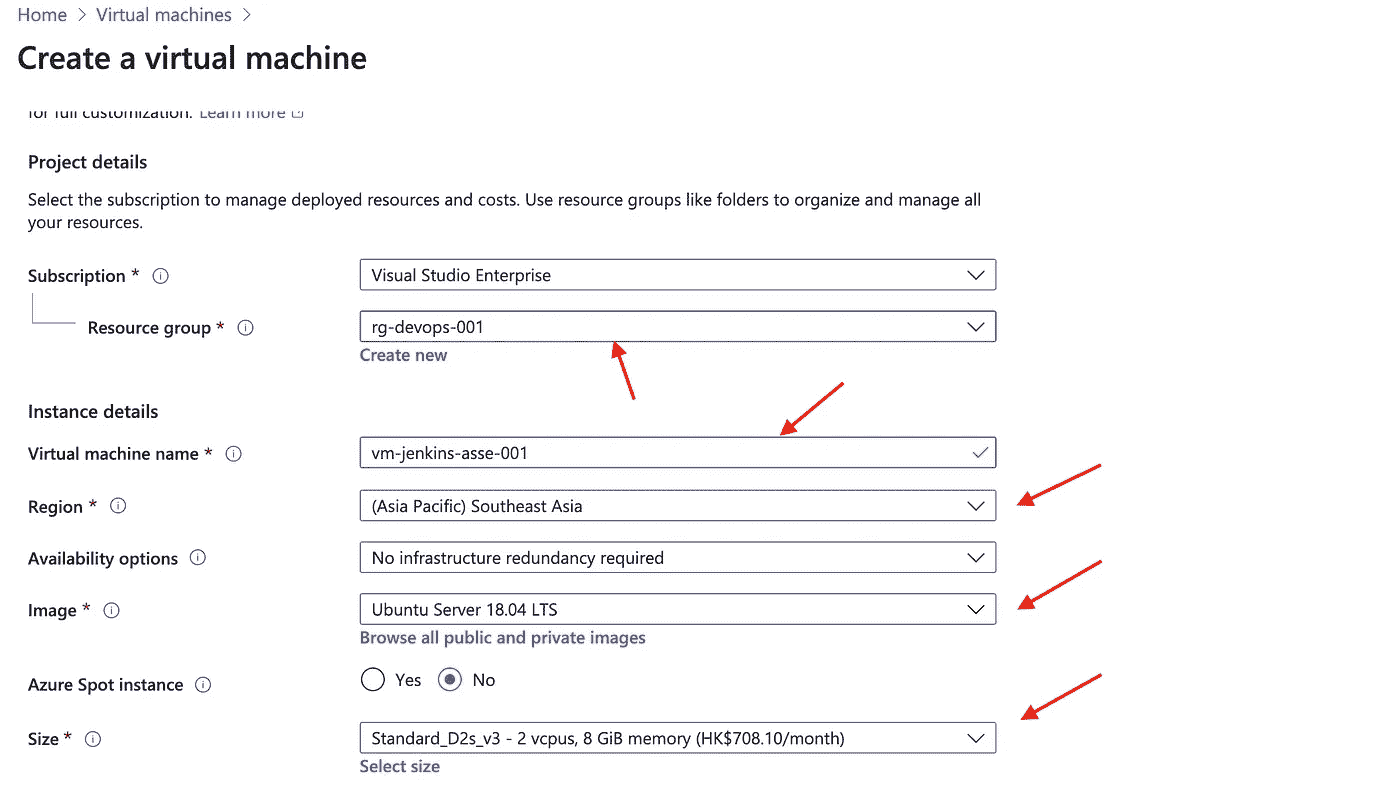 Home > Virtual machines >
Create a virtual machine
for full customization. Learn more
Project details
Select the subscription to manage deployed resources and costs. Use resource groups like folders to organize and manage all
your resources.
Subscription *
Visual Studio Enterprise
Resource group *
rg-devops-001
Create new
Instance details
Virtual machine name *
vm-jenkins-asse-001
Region *
(Asia Pacific) Southeast Asia
Availability options
No infrastructure redundancy required
Image *
Ubuntu Server 18.04 LTS
Browse all public and private images
Azure Spot instance
Yes No
Size *
Standard_D2s_v3 - 2 vcpus, 8 GiB memory (HK$708.10/month)
Select size